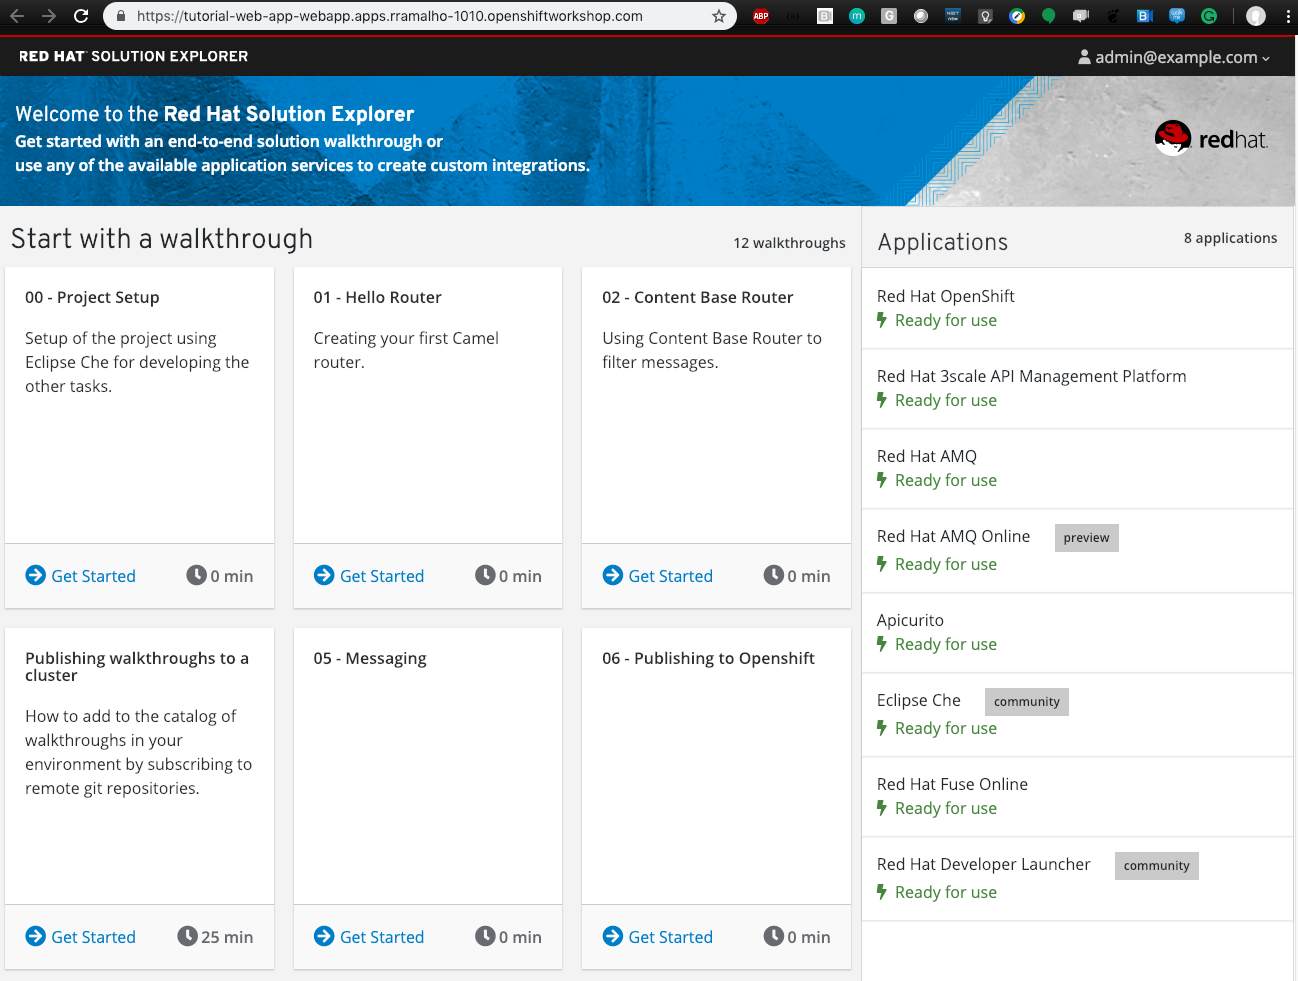 https://tutorial-web-app-webapp.apps.rramalho-1010.openshiftworkshop.com
ABP
RED HAT SOLUTION EXPLORER
admin@example.com
Welcome to the Red Hat Solution Explorer
Get started with an end-to-end solution walkthrough or
use any of the available application services to create custom integrations.
redhat.
Start with a walkthrough
12 walkthroughs
00 - Project Setup
Setup of the project using
Eclipse Che for developing the
other tasks.
Get Started
0 min
01 - Hello Router
Creating your first Camel
router.
Get Started
0 min
02 - Content Base Router
Using Content Base Router to
filter messages.
Get Started
0 min
Publishing walkthroughs to a
cluster
How to add to the catalog of
walkthroughs in your
environment by subscribing to
remote git repositories.
Get Started
25 min
05 - Messaging
Get Started
0 min
06 - Publishing to Openshift
Get Started
0 min
Applications
8 applications
Red Hat OpenShift
Ready for use
Red Hat 3scale API Management Platform
Ready for use
Red Hat AMQ
Ready for use
Red Hat AMQ Online preview
Ready for use
Apicurito
Ready for use
Eclipse Che community
Ready for use
Red Hat Fuse Online
Ready for use
Red Hat Developer Launcher community
Ready for use